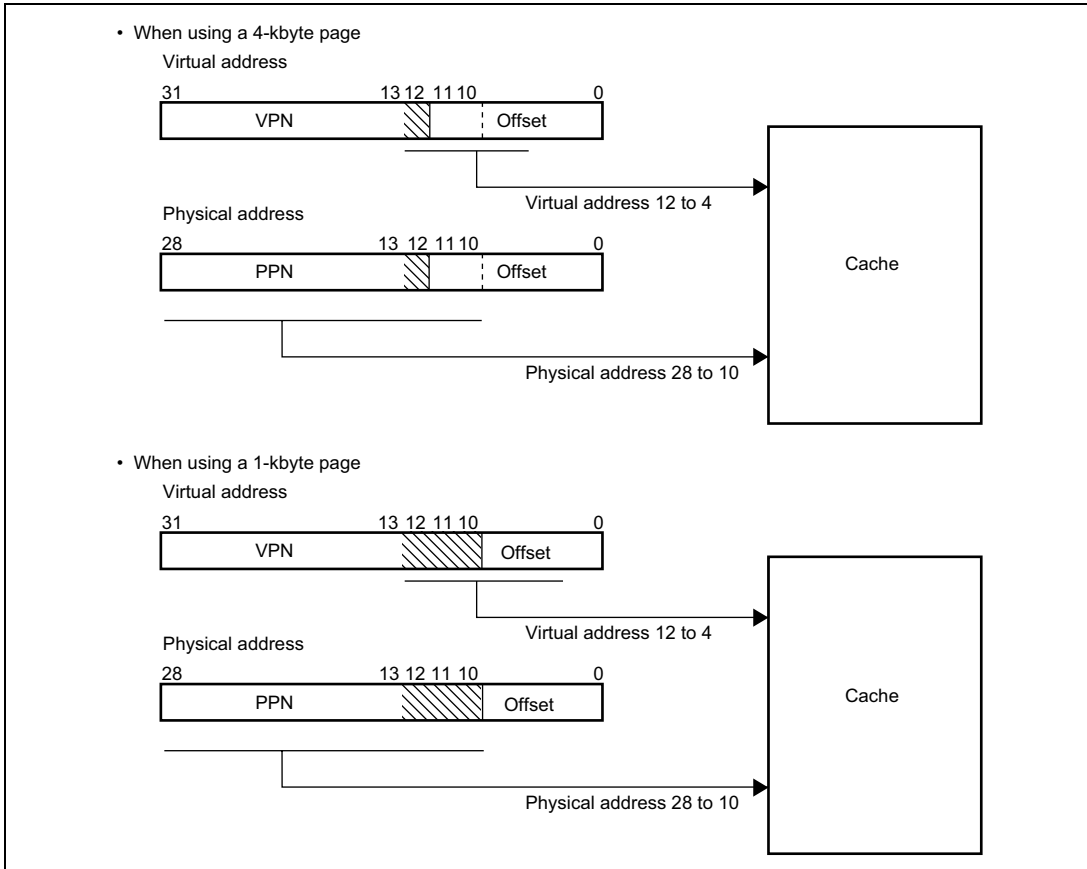 • When using a 4-kbyte page
Virtual address
31 13 12 11 10 0
VPN Offset
Virtual address 12 to 4
Physical address
28 13 12 11 10 0
PPN Offset
Cache
Physical address 28 to 10
• When using a 1-kbyte page
Virtual address
31 13 12 11 10 0
VPN Offset
Virtual address 12 to 4
Physical address
28 13 12 11 10 0
PPN Offset
Cache
Physical address 28 to 10